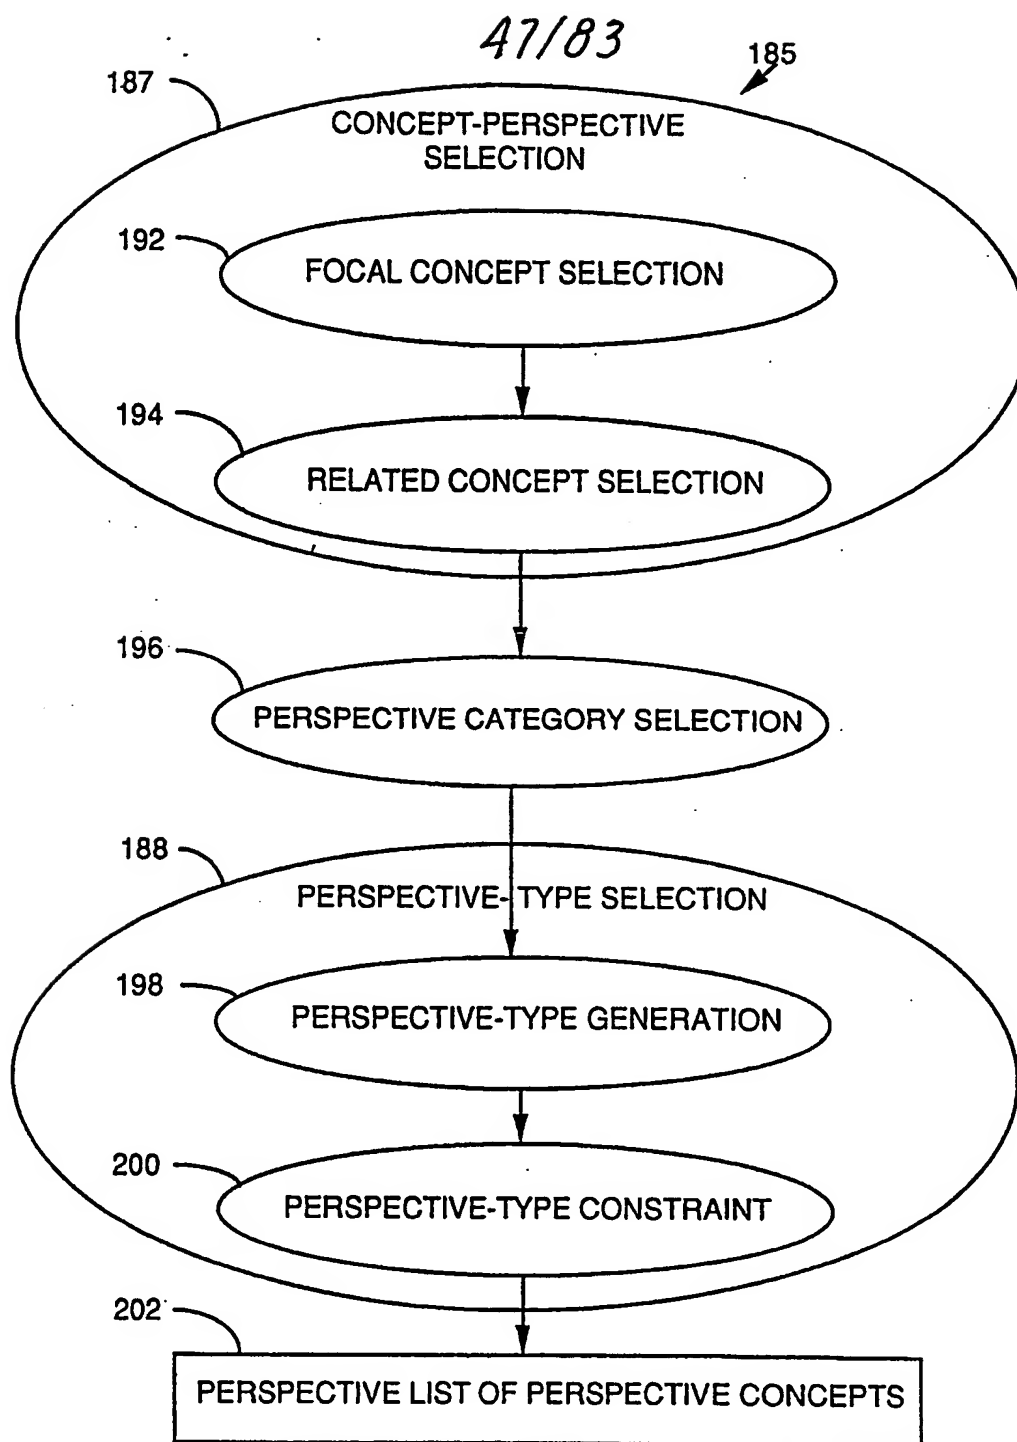 47/83
185
187
CONCEPT-PERSPECTIVE
SELECTION
192
FOCAL CONCEPT SELECTION
194
RELATED CONCEPT SELECTION
196
PERSPECTIVE CATEGORY SELECTION
188
PERSPECTIVE-TYPE SELECTION
198
PERSPECTIVE-TYPE GENERATION
200
PERSPECTIVE-TYPE CONSTRAINT
202
PERSPECTIVE LIST OF PERSPECTIVE CONCEPTS